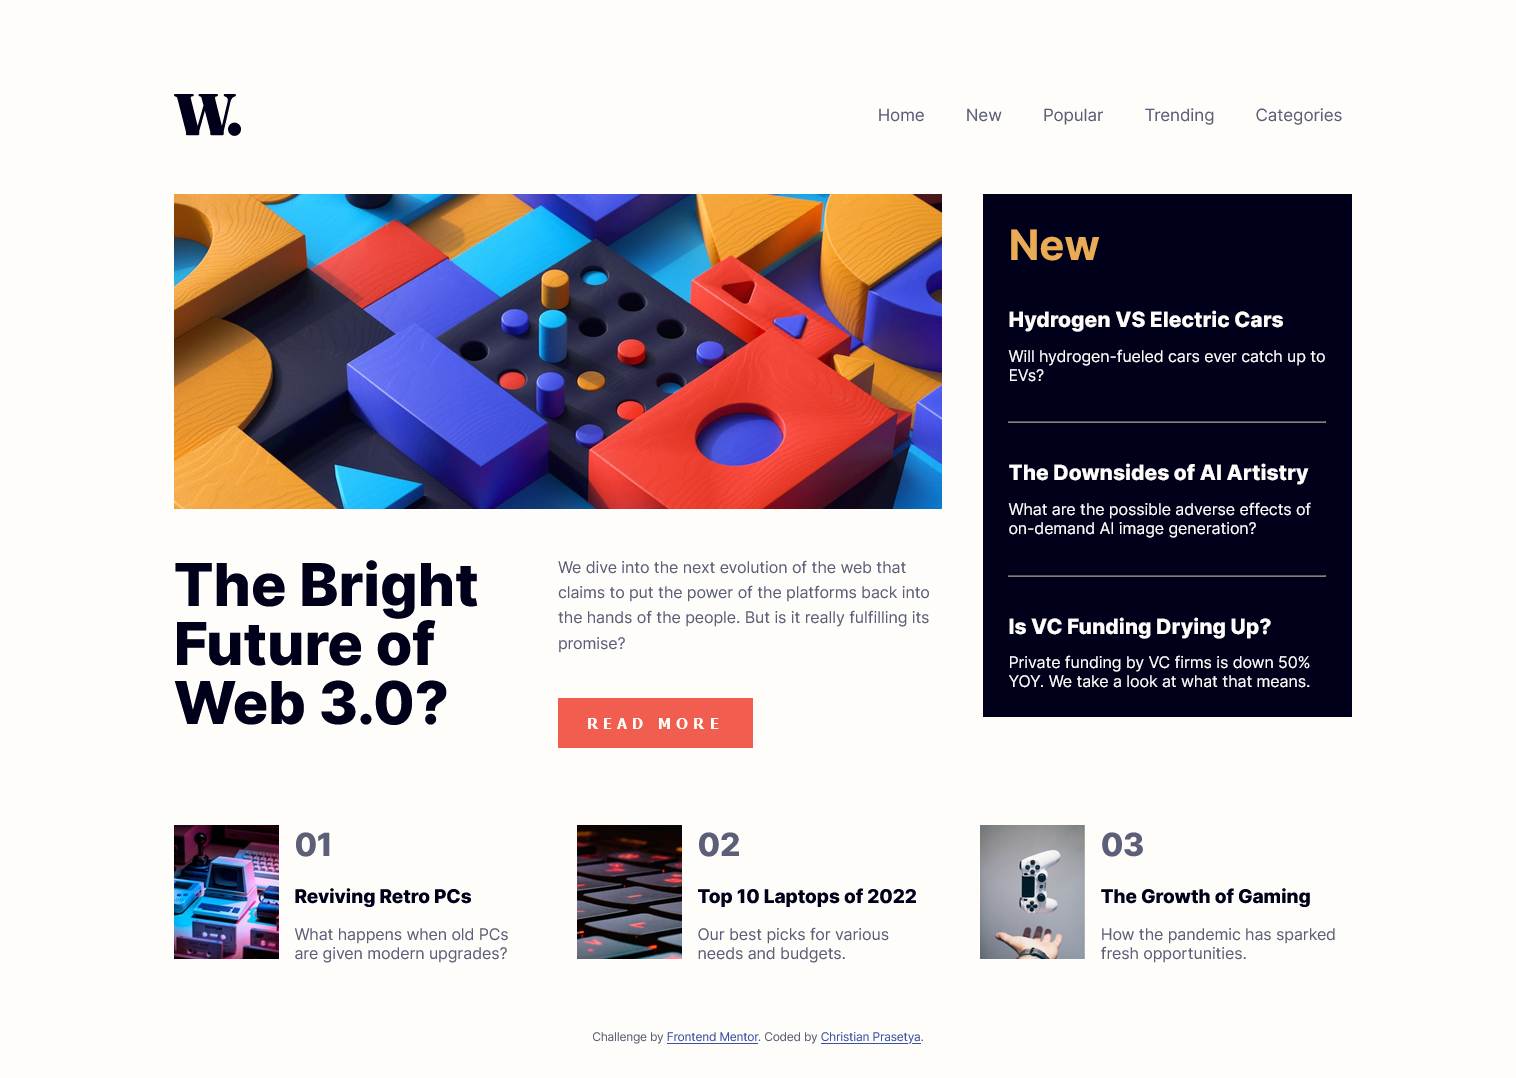 W.
Home New Popular Trending Categories
New
Hydrogen VS Electric Cars
Will hydrogen-fueled cars ever catch up to
EVs?
The Downsides of AI Artistry
What are the possible adverse effects of
on-demand AI image generation?
Is VC Funding Drying Up?
Private funding by VC firms is down 50%
YOY. We take a look at what that means.
The Bright
Future of
Web 3.0?
We dive into the next evolution of the web that
claims to put the power of the platforms back into
the hands of the people. But is it really fulfilling its
promise?
READ MORE
01
Reviving Retro PCs
What happens when old PCs
are given modern upgrades?
02
Top 10 Laptops of 2022
Our best picks for various
needs and budgets.
03
The Growth of Gaming
How the pandemic has sparked
fresh opportunities.
Challenge by Frontend Mentor. Coded by Christian Prasetya.